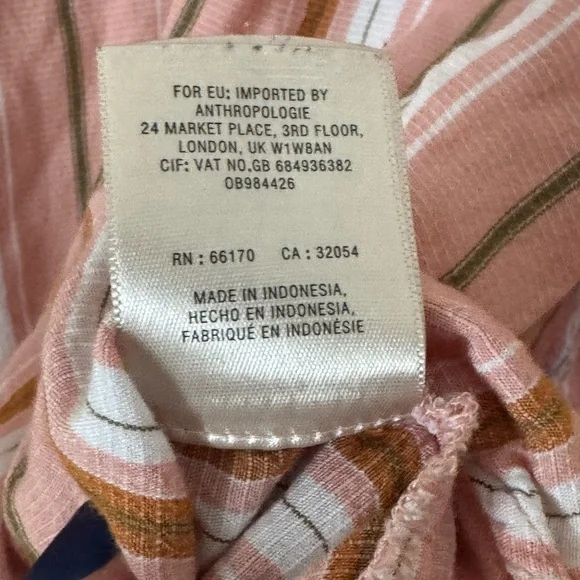 FOR EU: IMPORTED BY
ANTHROPOLOGIE
24 MARKET PLACE, 3RD FLOOR,
LONDON, UK W1W8AN
CIF: VAT NO.GB 684936382
OB984426
RN : 66170 CA : 32054
MADE IN INDONESIA,
HECHO EN INDONESIA,
FABRIQUÉ EN INDONÉSIE